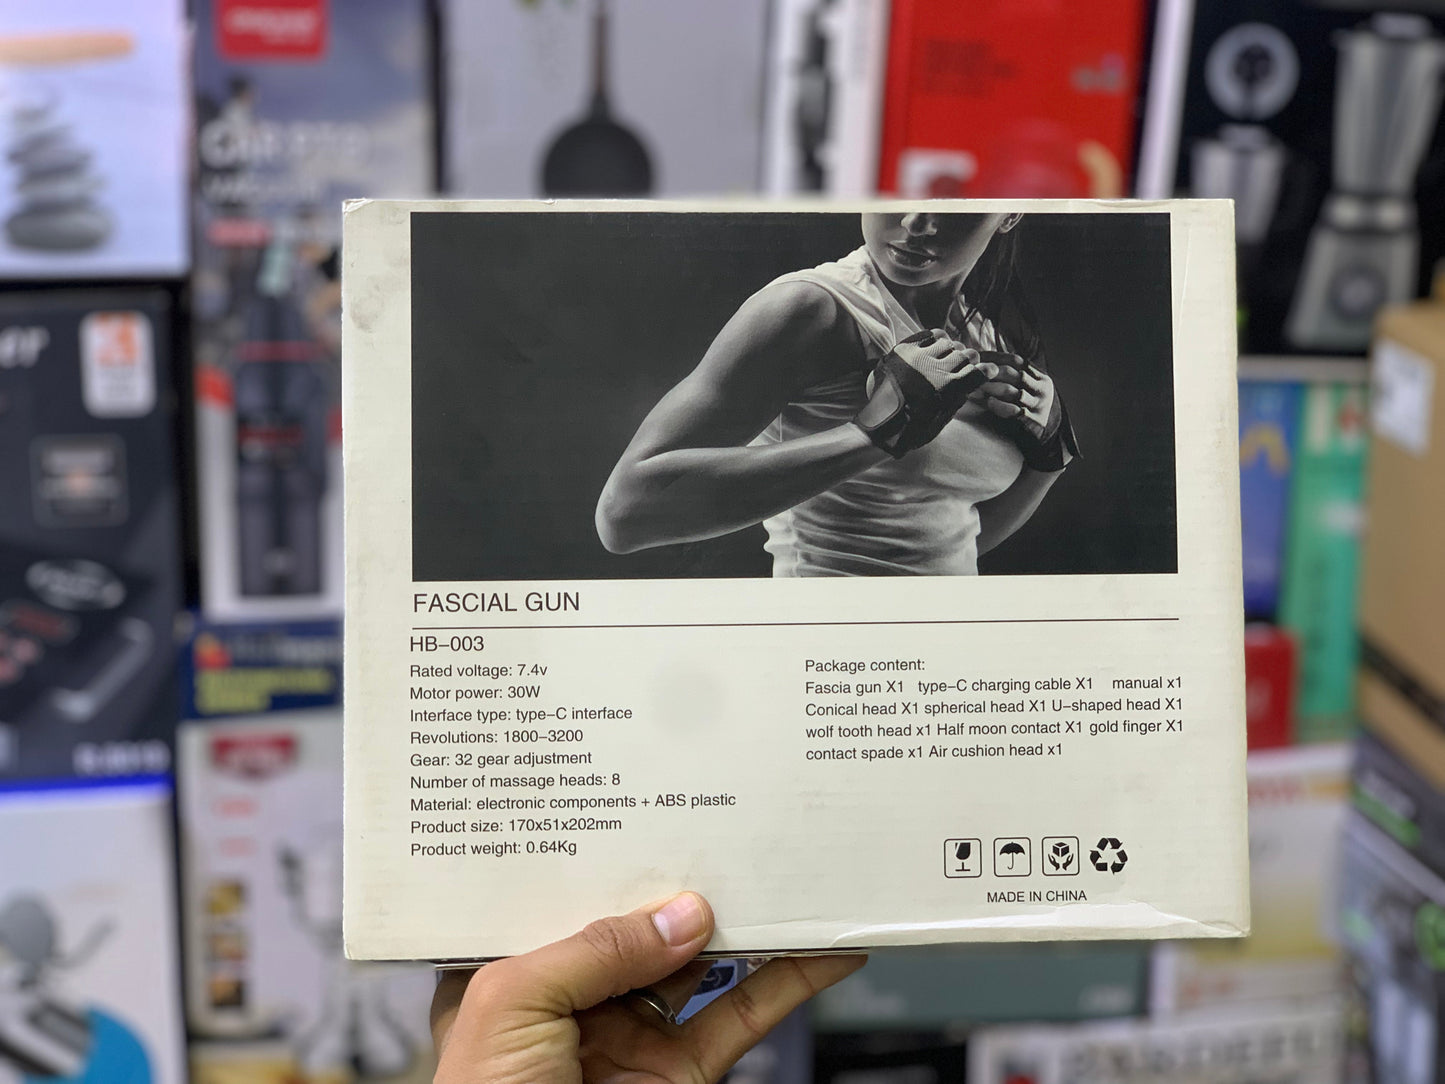 FASCIAL GUN
HB–003
Rated voltage: 7.4v
Motor power: 30W
Interface type: type–C interface
Revolutions: 1800–3200
Gear: 32 gear adjustment
Number of massage heads: 8
Material: electronic components + ABS plastic
Product size: 170x51x202mm
Product weight: 0.64Kg
Package content:
Fascia gun X1 type–C charging cable X1 manual x1
Conical head X1 spherical head X1 U–shaped head X1
wolf tooth head x1 Half moon contact X1 gold finger X1
contact spade x1 Air cushion head x1
MADE IN CHINA